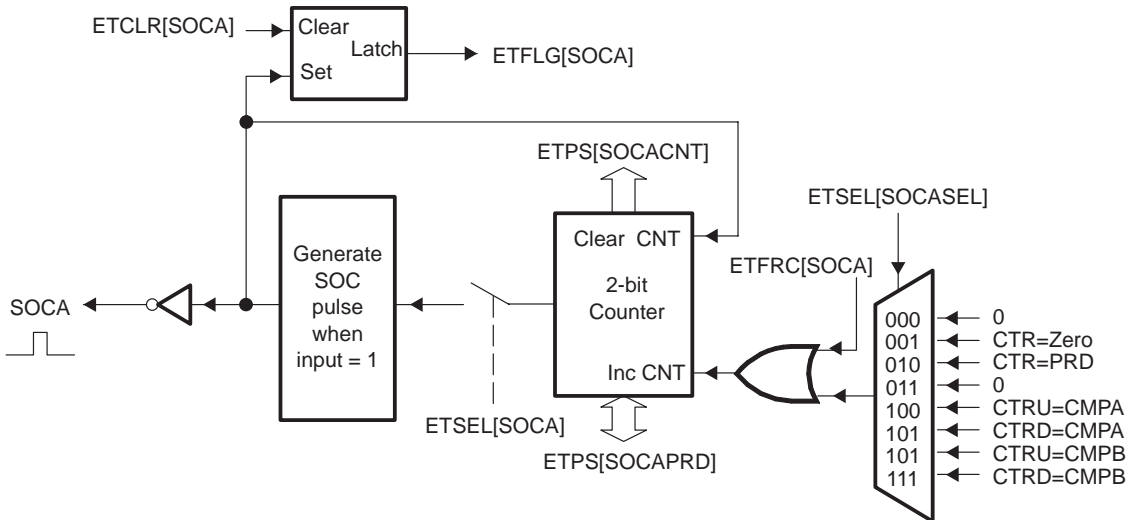 ETCLR[SOCA]
Clear
Latch
Set
ETFLG[SOCA]
ETPS[SOCACNT]
ETSEL[SOCASEL]
Generate
SOC
pulse
when
input = 1
Clear CNT
2-bit
Counter
Inc CNT
ETFRC[SOCA]
SOCA
ETSEL[SOCA]
ETPS[SOCAPRD]
000 0
001 CTR=Zero
010 CTR=PRD
011 0
100 CTRU=CMPA
101 CTRD=CMPA
101 CTRU=CMPB
111 CTRD=CMPB